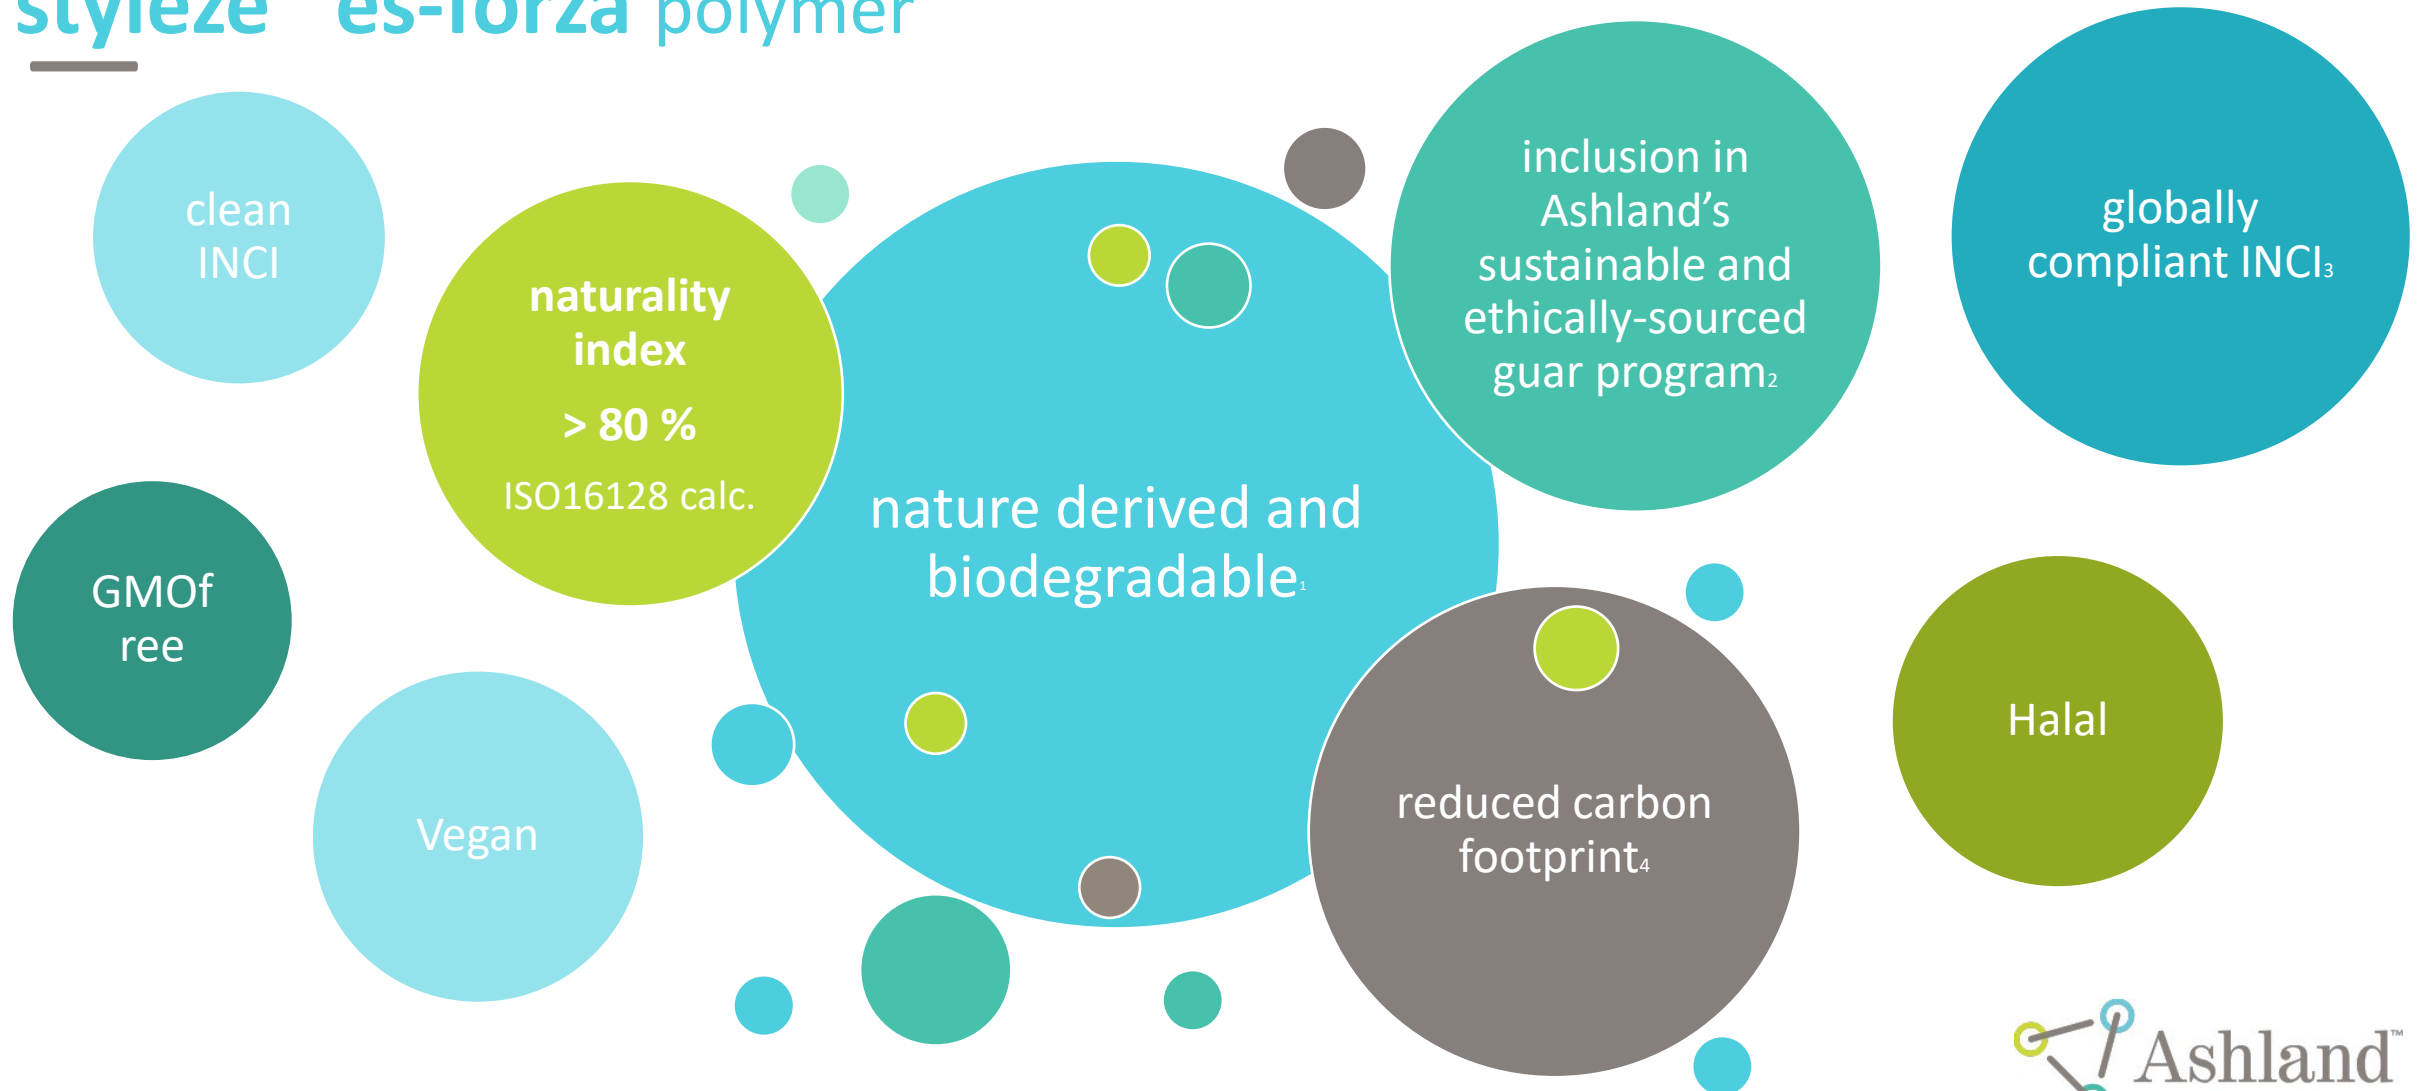 styleze es-forza polymer
clean
INCI
naturality
index
> 80 %
ISO16128 calc.
GMOf
ree
Vegan
nature derived and
biodegradable1
inclusion in
Ashland’s
sustainable and
ethically-sourced
guar program2
globally
compliant INCI3
reduced carbon
footprint4
Halal
Ashland™